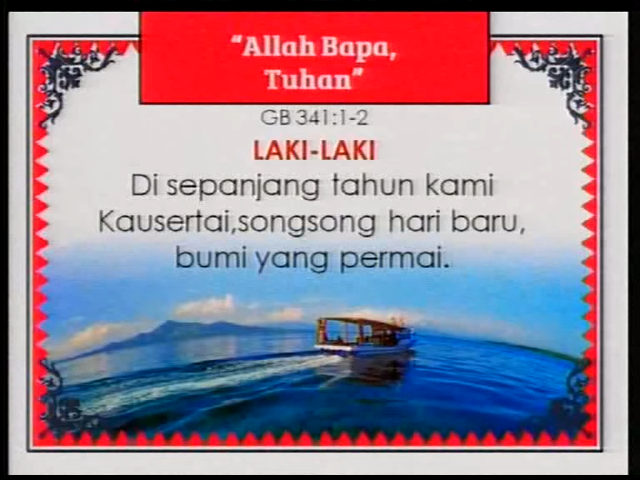 “Allah Bapa,
Tuhan”
GB 341:1-2
LAKI-LAKI
Di sepanjang tahun kami
Kausertai,songsong hari baru,
bumi yang permai.